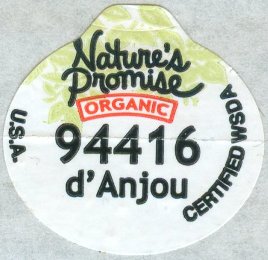 Nature's
Promise
ORGANIC
94416
d'Anjou
U.S.A.
CERTIFIED WSDA